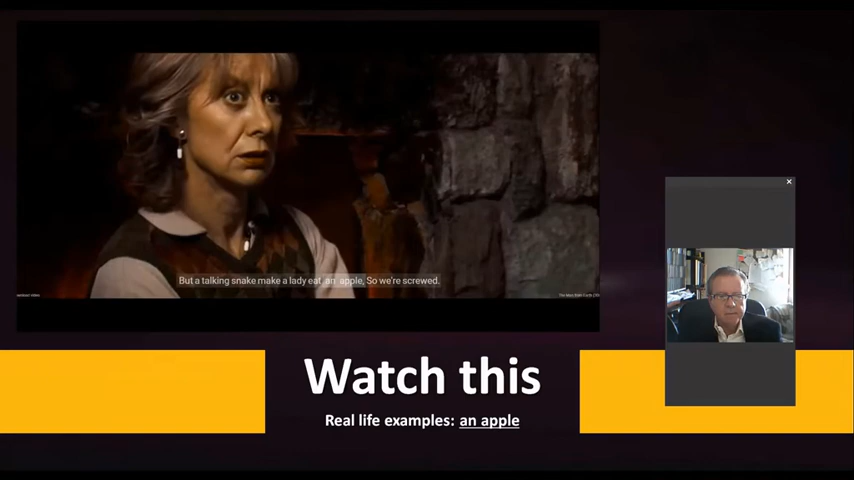 But a talking snake make a lady eat an apple, So we're screwed.
Watch this
Real life examples: an apple